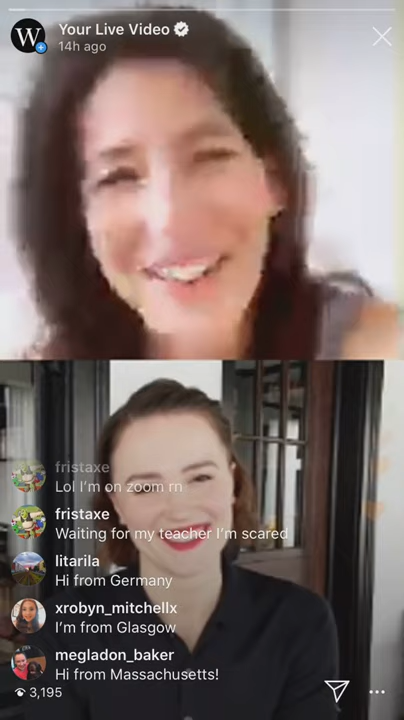 W
Your Live Video
14h ago
fristaxe
Lol I'm on zoom rn
fristaxe
Waiting for my teacher I'm scared
litarila
Hi from Germany
xrobyn_mitchellx
I'm from Glasgow
megladon_baker
Hi from Massachusetts!
3,195